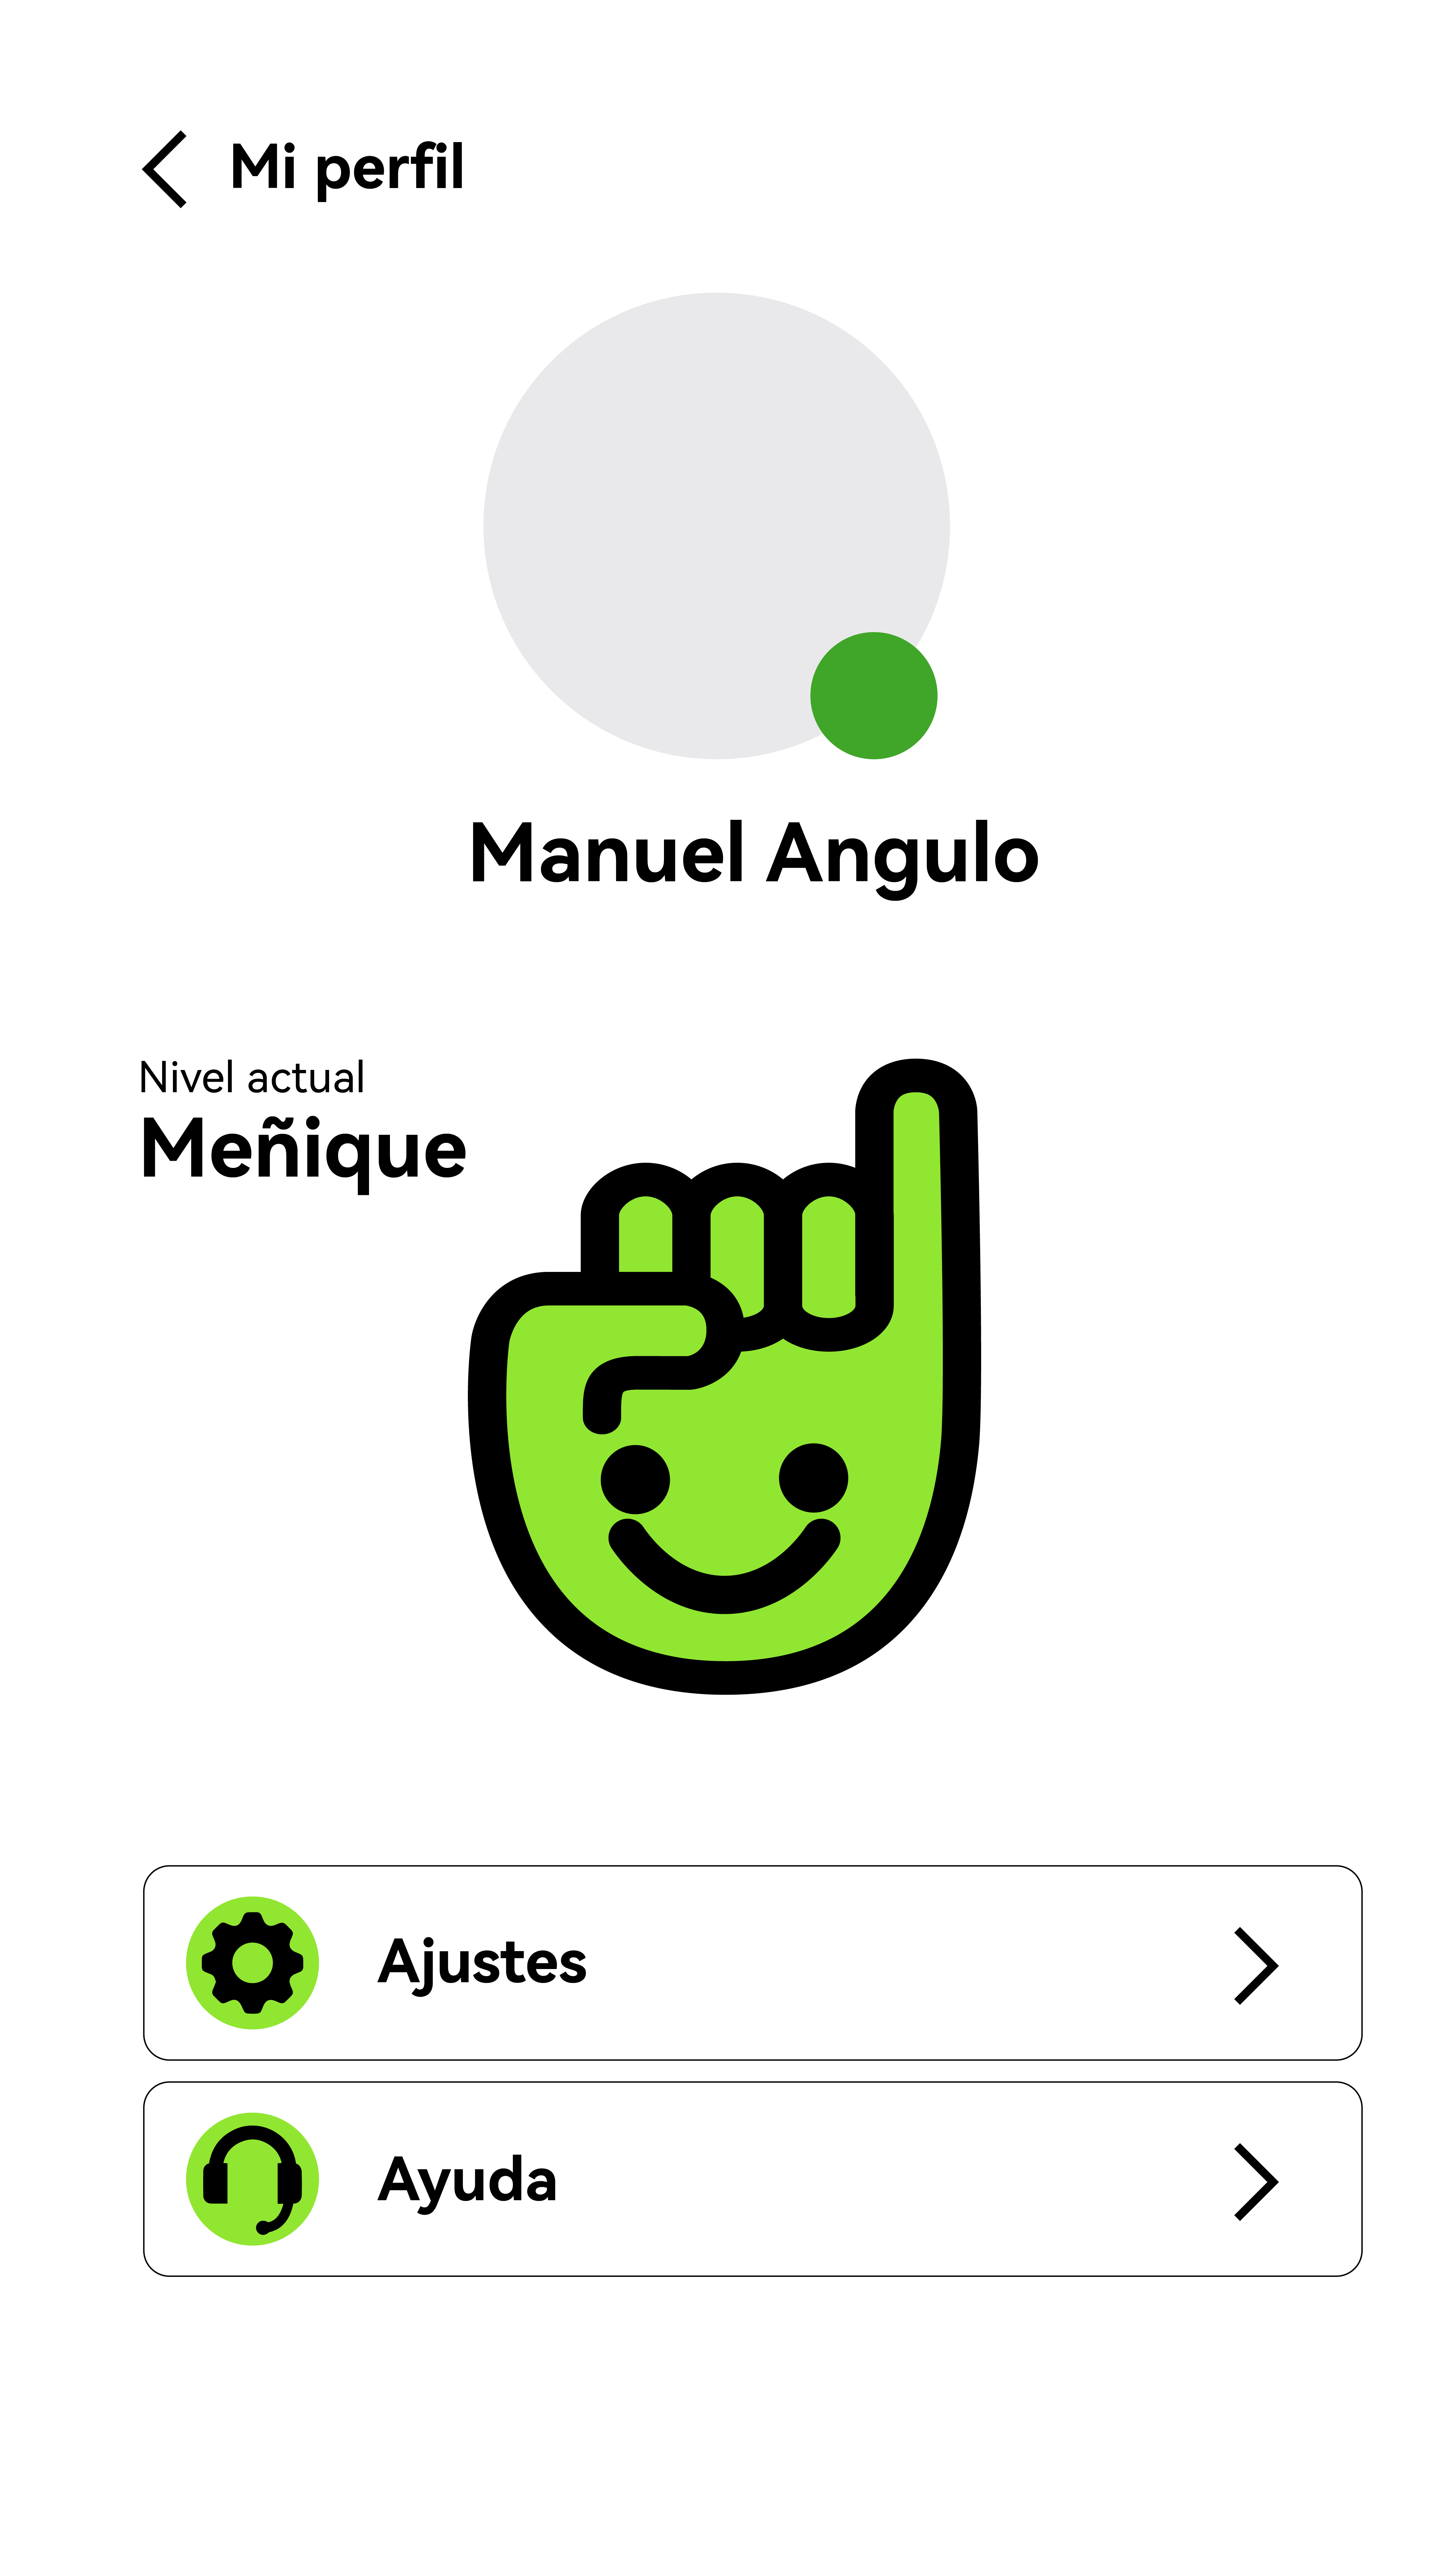 Mi perfil
Manuel Angulo
Nivel actual
Meñique
Ajustes
Ayuda